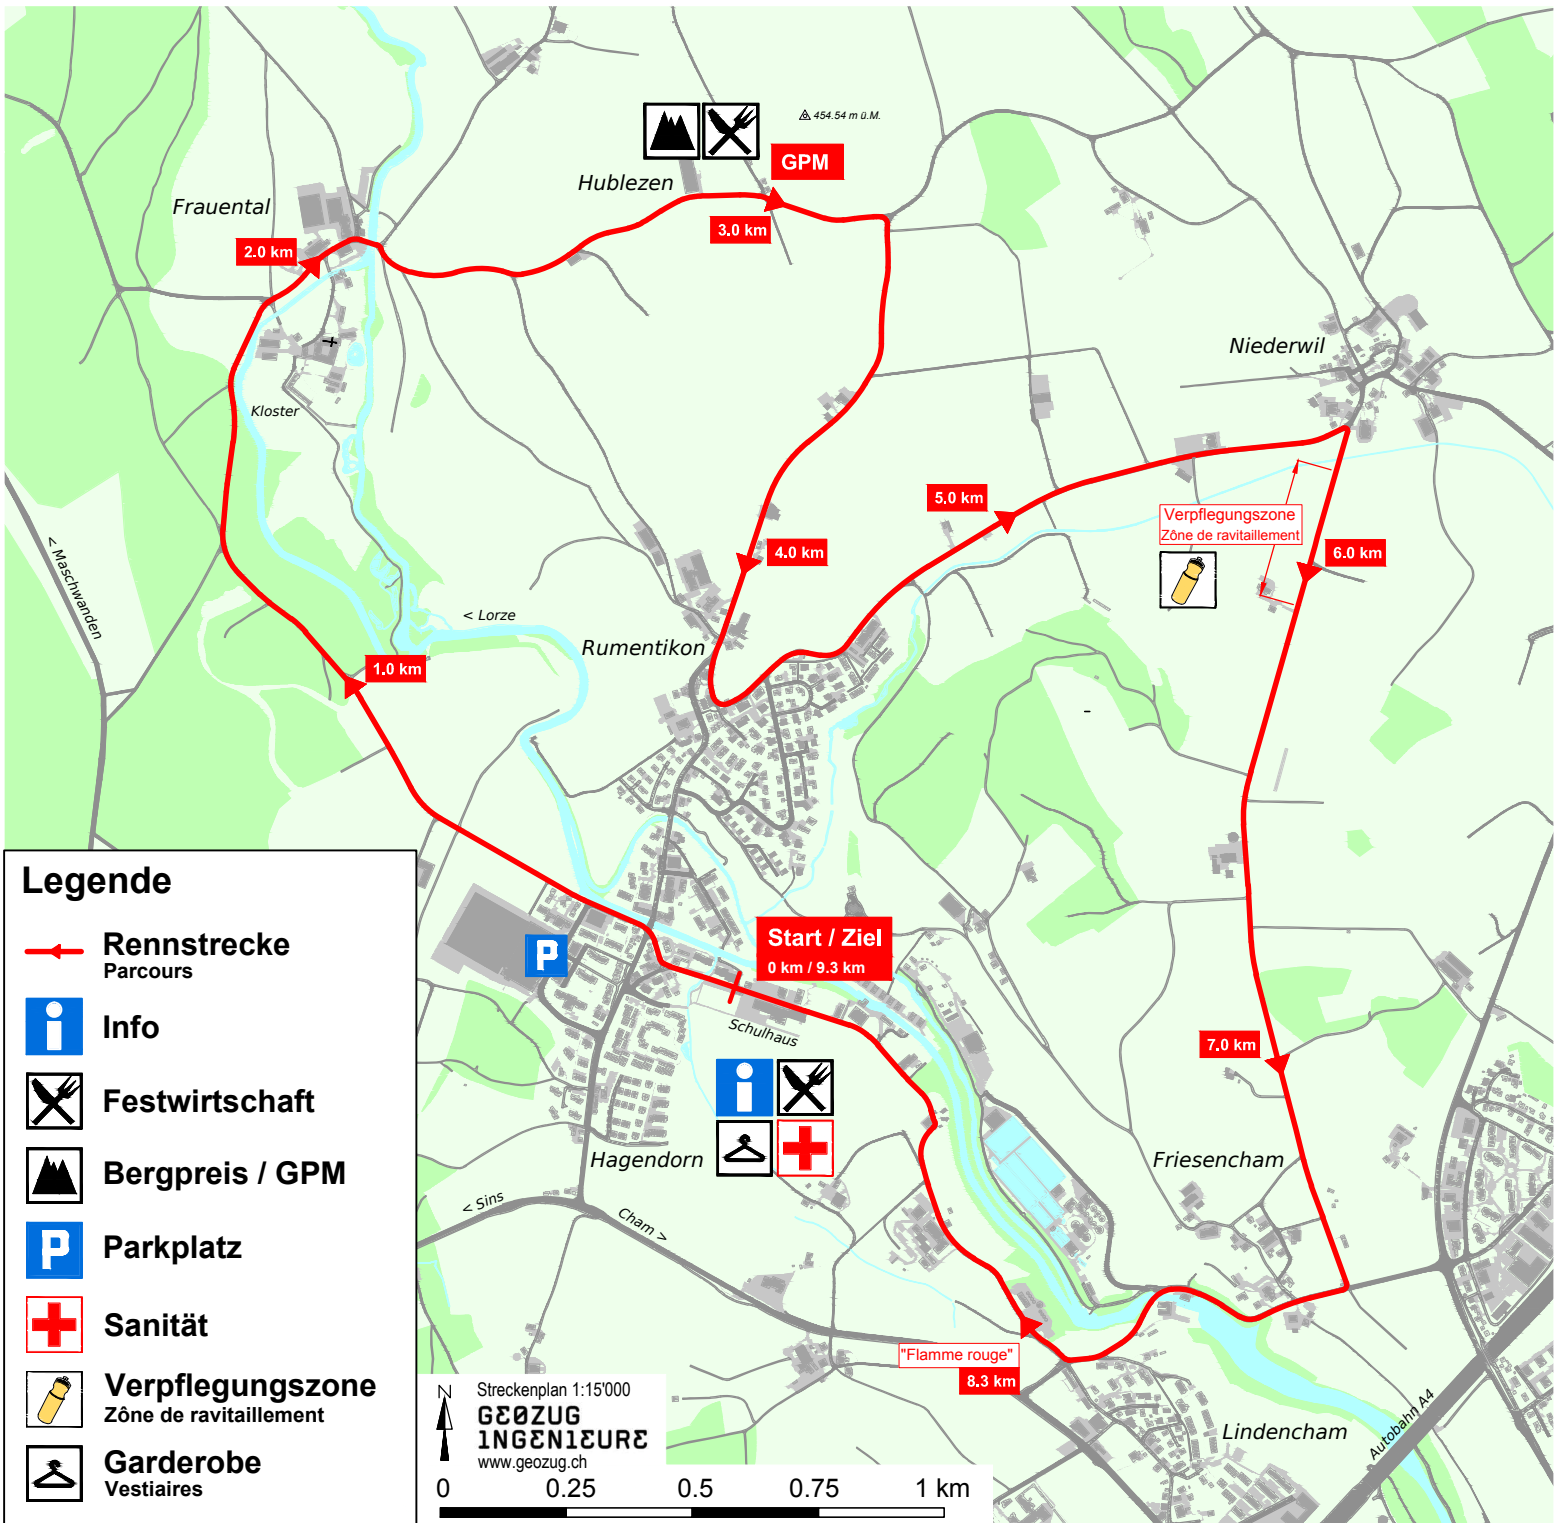 454.54 m ü.M.
GPM
Hublezen
Frauental
3.0 km
2.0 km
Niederwil
Kloster
5.0 km
Verpflegungszone
Zône de ravitaillement
4.0 km
6.0 km
< Maschwanden
< Lorze
Rumentikon
1.0 km
P
Start / Ziel
0 km / 9.3 km
Schulhaus
7.0 km
i
Hagendorn
Friesencham
< Sins
Cham >
"Flamme rouge"
8.3 km
Lindencham
Autobahn A4
Legende
Rennstrecke
Parcours
i
Info
Festwirtschaft
Bergpreis / GPM
P
Parkplatz
Sanität
Verpflegungszone
Zône de ravitaillement
Garderobe
Vestiaires
N
Streckenplan 1:15'000
GEOZUG
INGENIEURE
www.geozug.ch
0 0.25 0.5 0.75 1 km